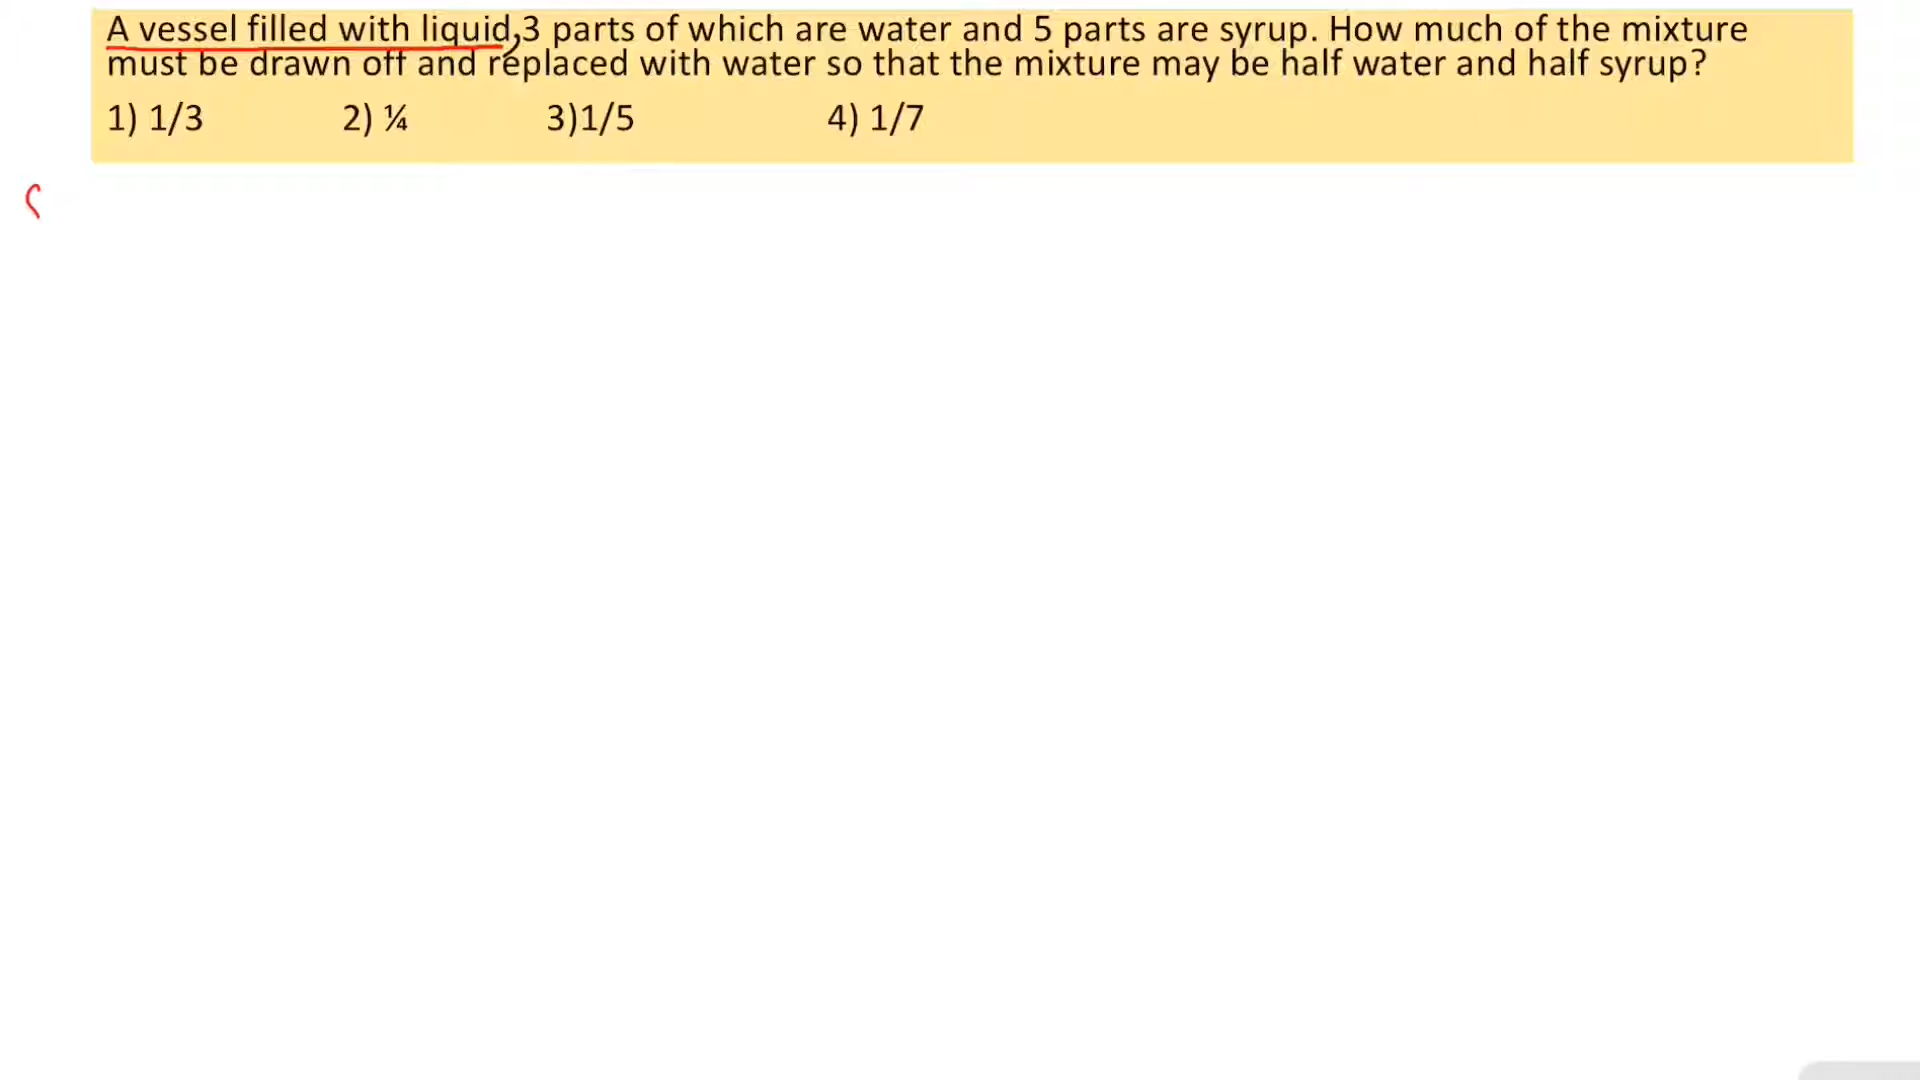 A vessel filled with liquid,3 parts of which are water and 5 parts are syrup. How much of the mixture
must be drawn off and replaced with water so that the mixture may be half water and half syrup?
1) 1/3 2) ¼ 3)1/5 4) 1/7